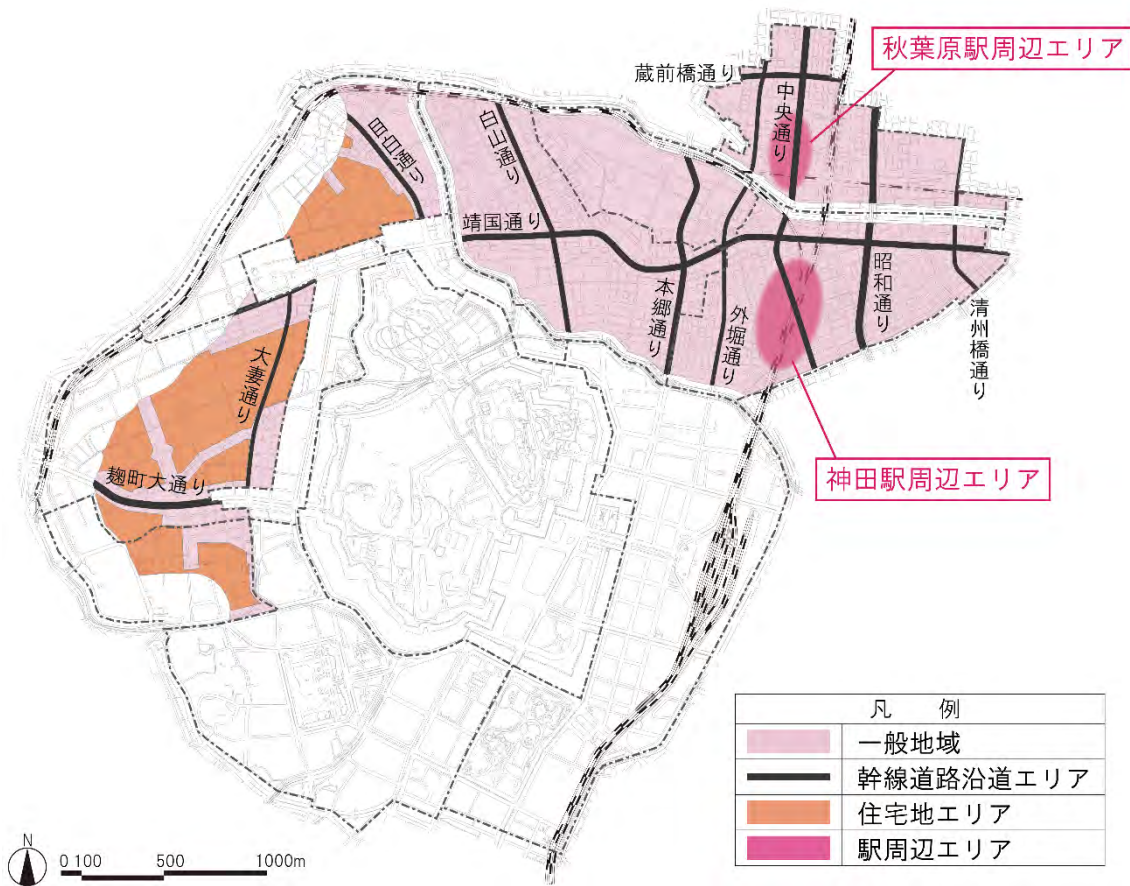 秋葉原駅周辺エリア
蔵前橋通り
中央通り
目白通り
白山通り
靖国通り
本郷通り
外堀通り
昭和通り
清州橋通り
大妻通り
麹町大通り
神田駅周辺エリア
凡 例
一般地域
幹線道路沿道エリア
住宅地エリア
駅周辺エリア
N
0 100 500 1000m